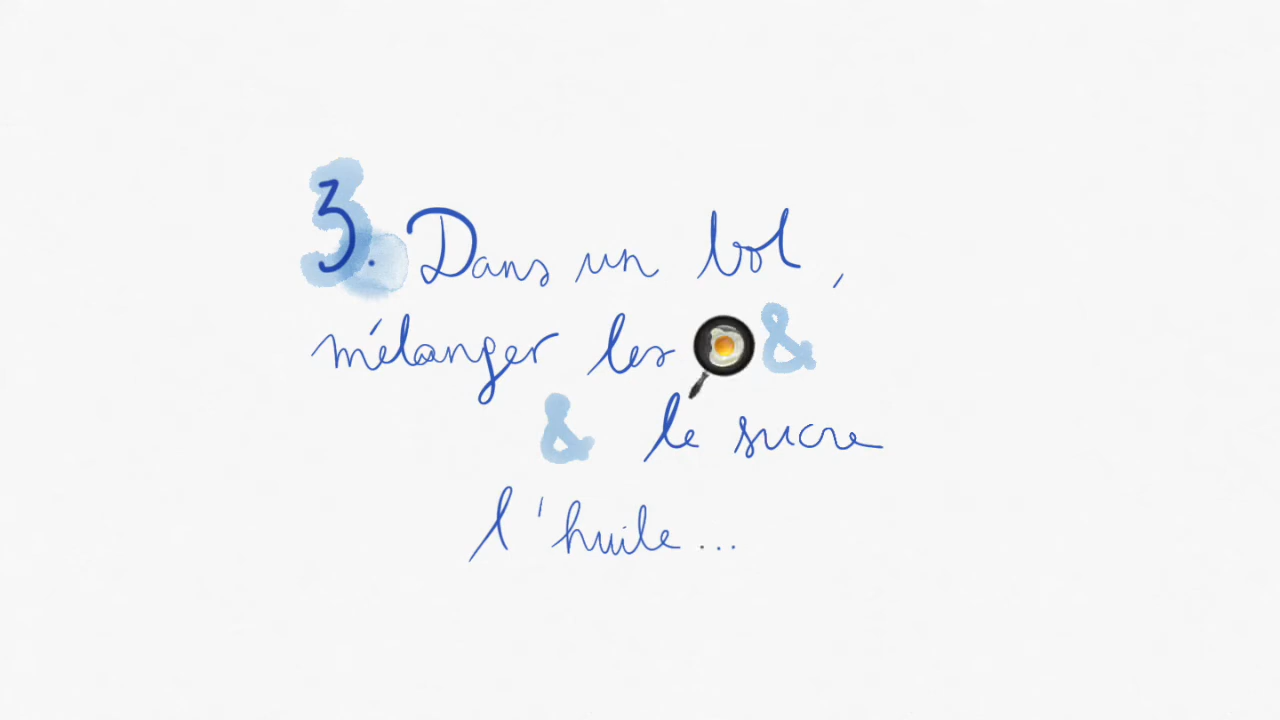 3. Dans un bol,
mélanger les 🍳 &
& le sucre
l'huile...